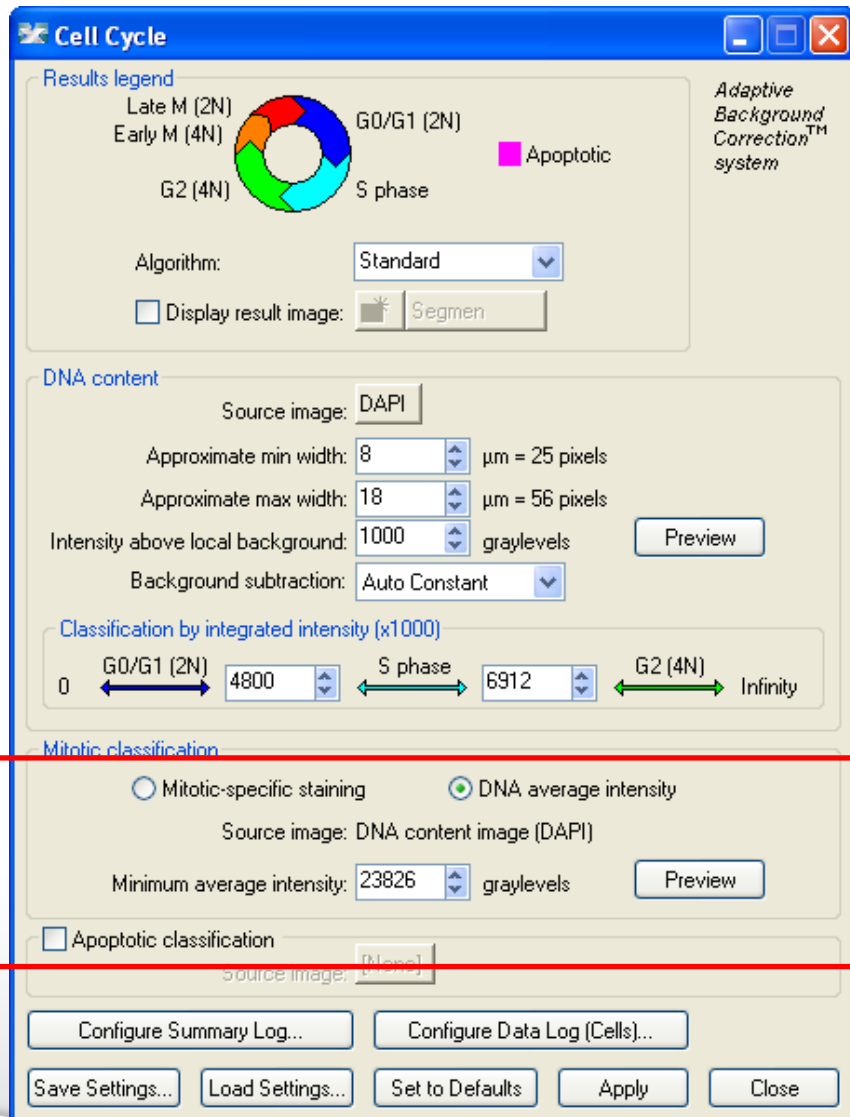 Cell Cycle
Results legend
Late M (2N)
Early M (4N)
G2 (4N)
G0/G1 (2N)
S phase
Apoptotic
Adaptive
Background
Correction™
system
Algorithm: Standard
Display result image: Segmen
DNA content
Source image: DAPI
Approximate min width: 8 µm = 25 pixels
Approximate max width: 18 µm = 56 pixels
Intensity above local background: 1000 graylevels Preview
Background subtraction: Auto Constant
Classification by integrated intensity (x1000)
0 G0/G1 (2N) 4800 S phase 6912 G2 (4N) Infinity
Mitotic classification
Mitotic-specific staining DNA average intensity
Source image: DNA content image (DAPI)
Minimum average intensity: 23826 graylevels Preview
Apoptotic classification
Source image: [None]
Configure Summary Log... Configure Data Log (Cells)...
Save Settings... Load Settings... Set to Defaults Apply Close